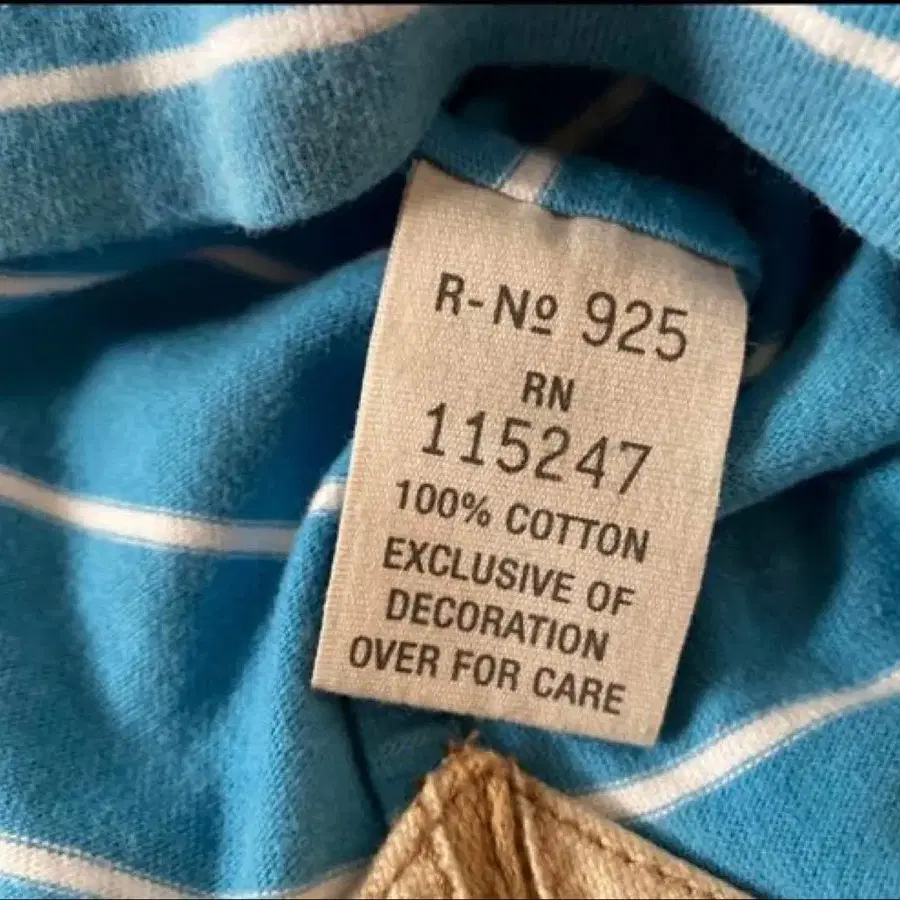 R-Nº 925
RN
115247
100% COTTON
EXCLUSIVE OF
DECORATION
OVER FOR CARE